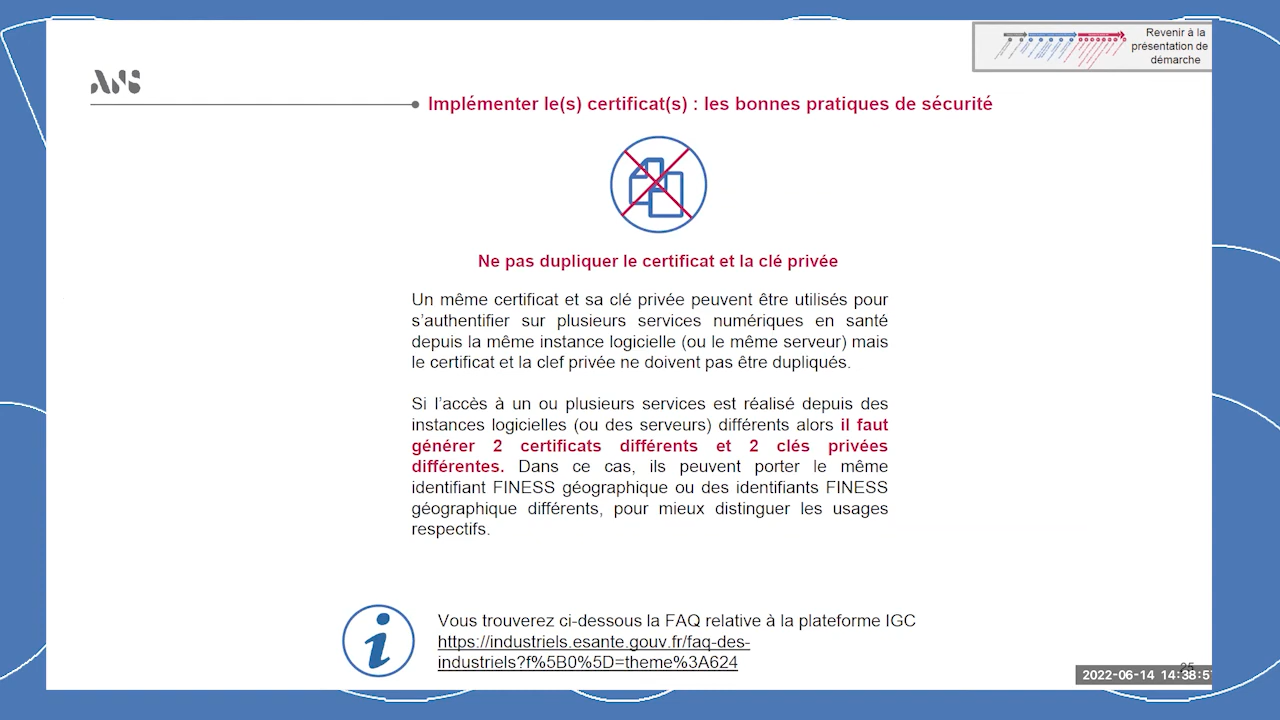 Revenir à la
présentation de
démarche
ANS
Implémenter le(s) certificat(s) : les bonnes pratiques de sécurité
Ne pas dupliquer le certificat et la clé privée
Un même certificat et sa clé privée peuvent être utilisés pour
s’authentifier sur plusieurs services numériques en santé
depuis la même instance logicielle (ou le même serveur) mais
le certificat et la clef privée ne doivent pas être dupliqués.
Si l’accès à un ou plusieurs services est réalisé depuis des
instances logicielles (ou des serveurs) différents alors il faut
générer 2 certificats différents et 2 clés privées
différentes. Dans ce cas, ils peuvent porter le même
identifiant FINESS géographique ou des identifiants FINESS
géographique différents, pour mieux distinguer les usages
respectifs.
i
Vous trouverez ci-dessous la FAQ relative à la plateforme IGC
https://industriels.esante.gouv.fr/faq-des-
industriels?f%5B0%5D=theme%3A624
25
2022-06-14 14:38:5